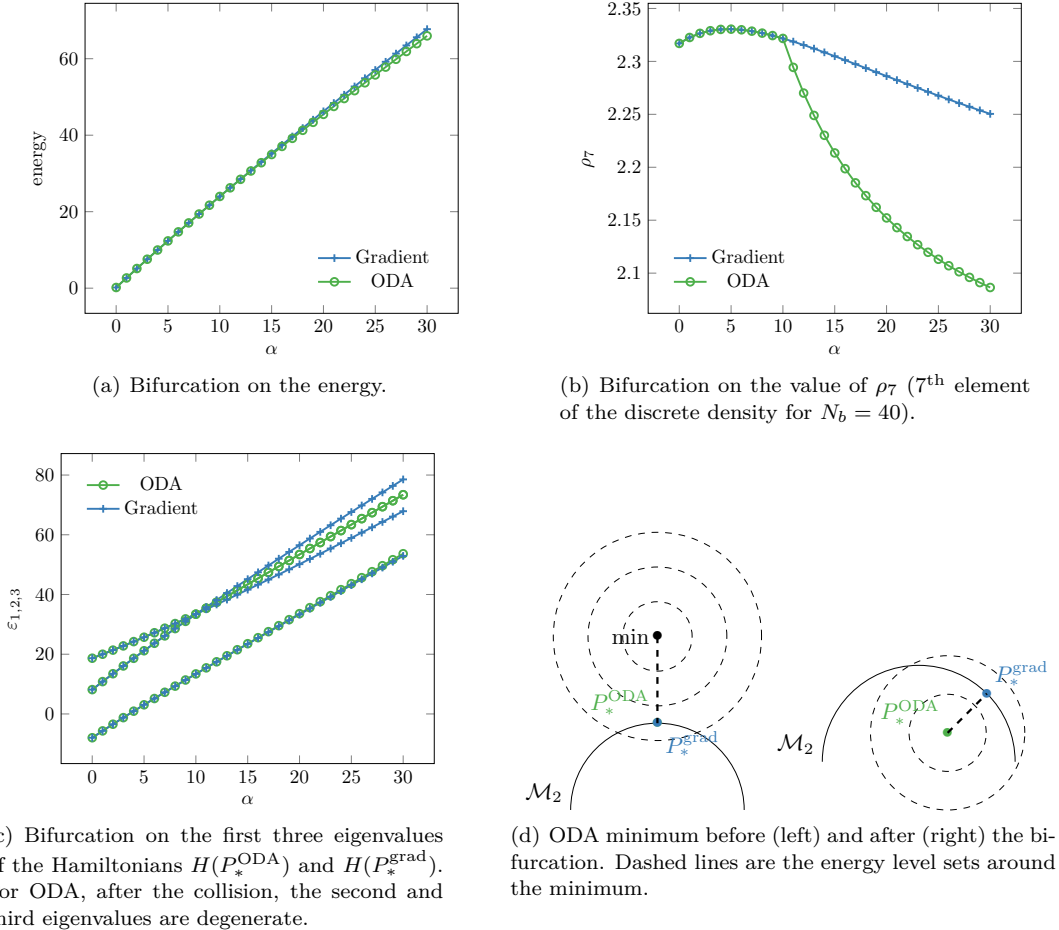 60
40
20
0
energy
Gradient
ODA
0 5 10 15 20 25 30
α
(a) Bifurcation on the energy.
2.35
2.3
2.25
2.2
2.15
2.1
ρ7
Gradient
ODA
0 5 10 15 20 25 30
α
(b) Bifurcation on the value of ρ7 (7th element
of the discrete density for Nb = 40).
80
60
40
20
0
ε1,2,3
ODA
Gradient
0 5 10 15 20 25 30
α
c) Bifurcation on the first three eigenvalues
of the Hamiltonians H(P*ODA) and H(P*grad).
or ODA, after the collision, the second and
hird eigenvalues are degenerate.
min
P*ODA
P*grad
M2
P*grad
P*ODA
M2
(d) ODA minimum before (left) and after (right) the bi-
furcation. Dashed lines are the energy level sets around
the minimum.